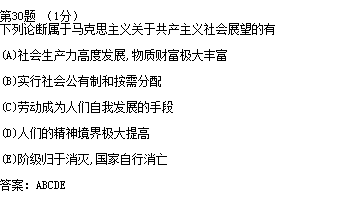 第30题 （1分）
下列论断属于马克思主义关于共产主义社会展望的有
(A)社会生产力高度发展,物质财富极大丰富
(B)实行社会公有制和按需分配
(C)劳动成为人们自我发展的手段
(D)人们的精神境界极大提高
(E)阶级归于消灭,国家自行消亡
答案: ABCDE